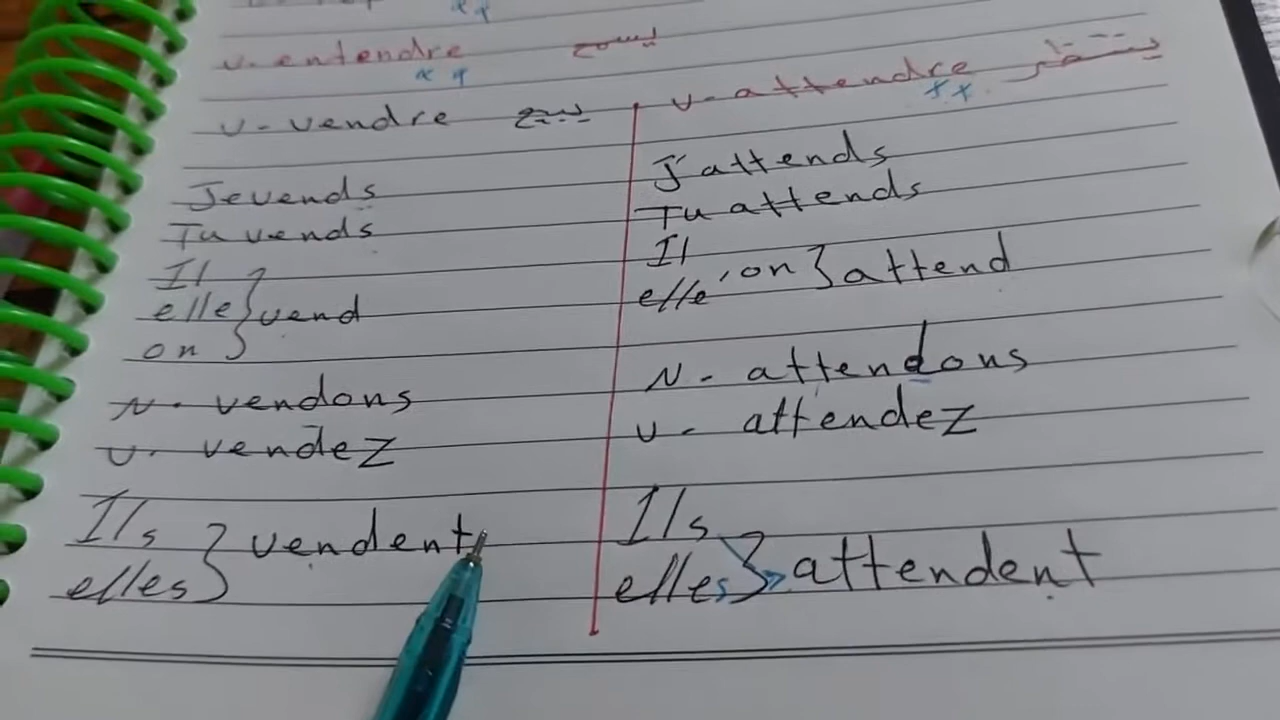 v-entendre يسمع
v-vendre يبيع
Je vends
Tu vends
Il
elle } vend
on
N. vendons
v. vendez
Ils
elles } vendent
v-attendre ينتظر
J'attends
Tu attends
Il
elle, on } attend
N. attendons
v. attendez
Ils
elles } attendent